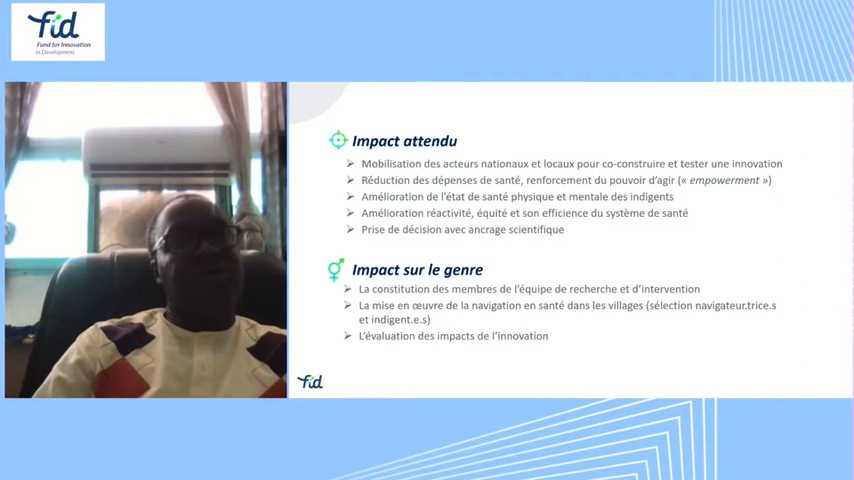 fid
Fund for Innovation
in Development
Impact attendu
Mobilisation des acteurs nationaux et locaux pour co-construire et tester une innovation
Réduction des dépenses de santé, renforcement du pouvoir d'agir (« empowerment »)
Amélioration de l'état de santé physique et mentale des indigents
Amélioration réactivité, équité et son efficience du système de santé
Prise de décision avec ancrage scientifique
Impact sur le genre
La constitution des membres de l'équipe de recherche et d'intervention
La mise en œuvre de la navigation en santé dans les villages (sélection navigateur.trice.s
et indigent.e.s)
L'évaluation des impacts de l'innovation
fid